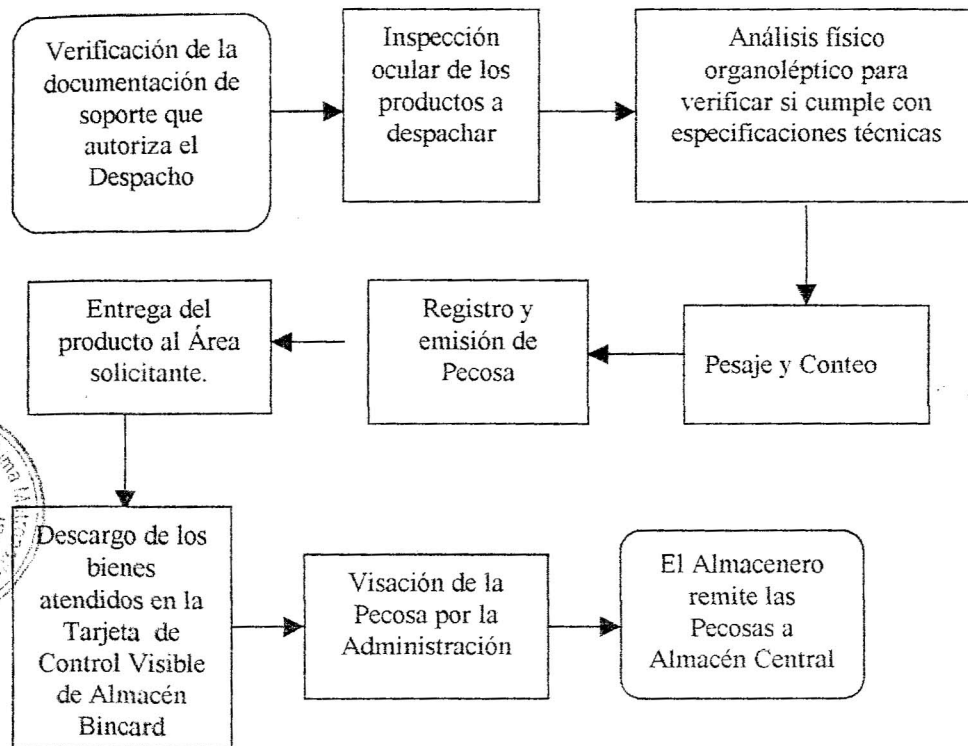 Verificación de la
documentación de
soporte que
autoriza el
Despacho
Inspección
ocular de los
productos a
despachar
Análisis físico
organoléptico para
verificar si cumple con
especificaciones técnicas
Pesaje y Conteo
Registro y
emisión de
Pecosa
Entrega del
producto al Área
solicitante.
Descargo de los
bienes
atendidos en la
Tarjeta de
Control Visible
de Almacén
Bincard
Visación de la
Pecosa por la
Administración
El Almacenero
remite las
Pecosas a
Almacén Central